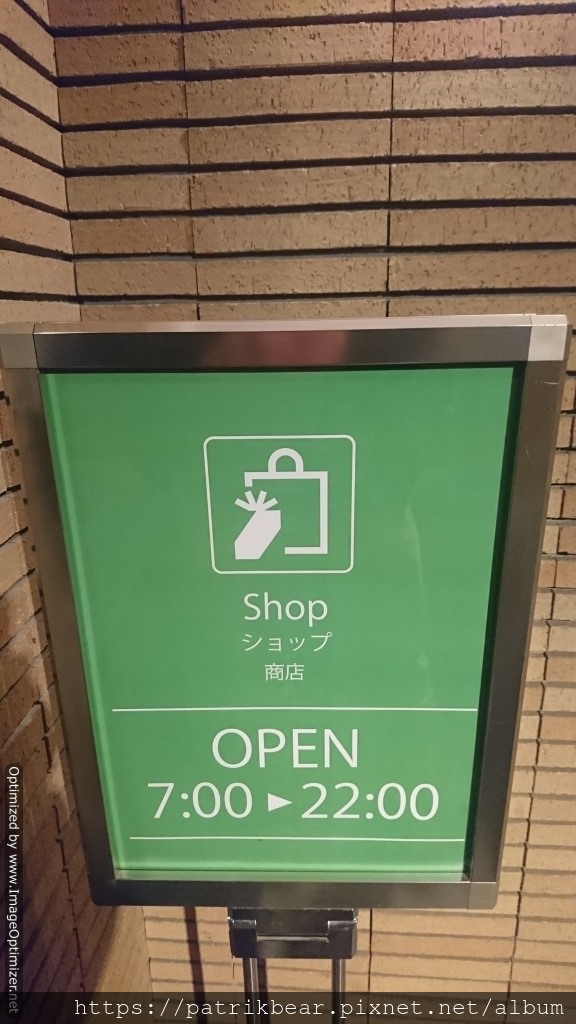 Shop
ショップ
商店
OPEN
7:00 ► 22:00
Optimized by www.ImageOptimizer.net
https://patrikbear.pixnet.net/album